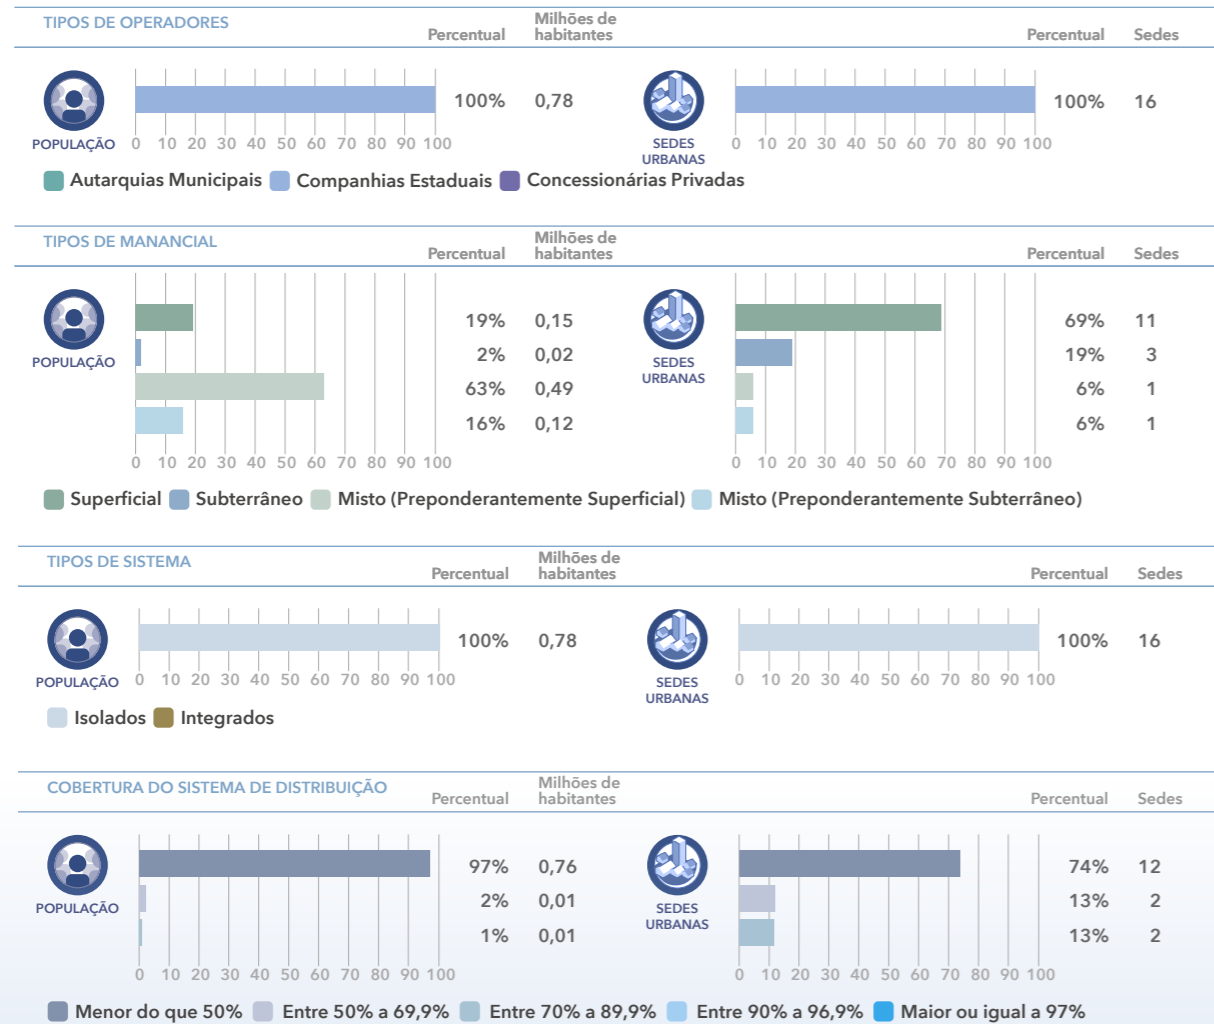 TIPOS DE OPERADORES
Percentual
Milhões de
habitantes
Percentual Sedes
POPULAÇÃO
0 10 20 30 40 50 60 70 80 90 100
100% 0,78
SEDES
URBANAS
0 10 20 30 40 50 60 70 80 90 100
100% 16
Autarquias Municipais Companhias Estaduais Concessionárias Privadas
TIPOS DE MANANCIAL
Percentual
Milhões de
habitantes
Percentual Sedes
POPULAÇÃO
19% 0,15
2% 0,02
63% 0,49
16% 0,12
0 10 20 30 40 50 60 70 80 90 100
SEDES
URBANAS
69% 11
19% 3
6% 1
6% 1
0 10 20 30 40 50 60 70 80 90 100
Superficial Subterrâneo Misto (Preponderantemente Superficial) Misto (Preponderantemente Subterrâneo)
TIPOS DE SISTEMA
Percentual
Milhões de
habitantes
Percentual Sedes
POPULAÇÃO
0 10 20 30 40 50 60 70 80 90 100
100% 0,78
SEDES
URBANAS
0 10 20 30 40 50 60 70 80 90 100
100% 16
Isolados Integrados
COBERTURA DO SISTEMA DE DISTRIBUIÇÃO
Percentual
Milhões de
habitantes
Percentual Sedes
POPULAÇÃO
97% 0,76
2% 0,01
1% 0,01
0 10 20 30 40 50 60 70 80 90 100
SEDES
URBANAS
74% 12
13% 2
13% 2
0 10 20 30 40 50 60 70 80 90 100
Menor do que 50% Entre 50% a 69,9% Entre 70% a 89,9% Entre 90% a 96,9% Maior ou igual a 97%